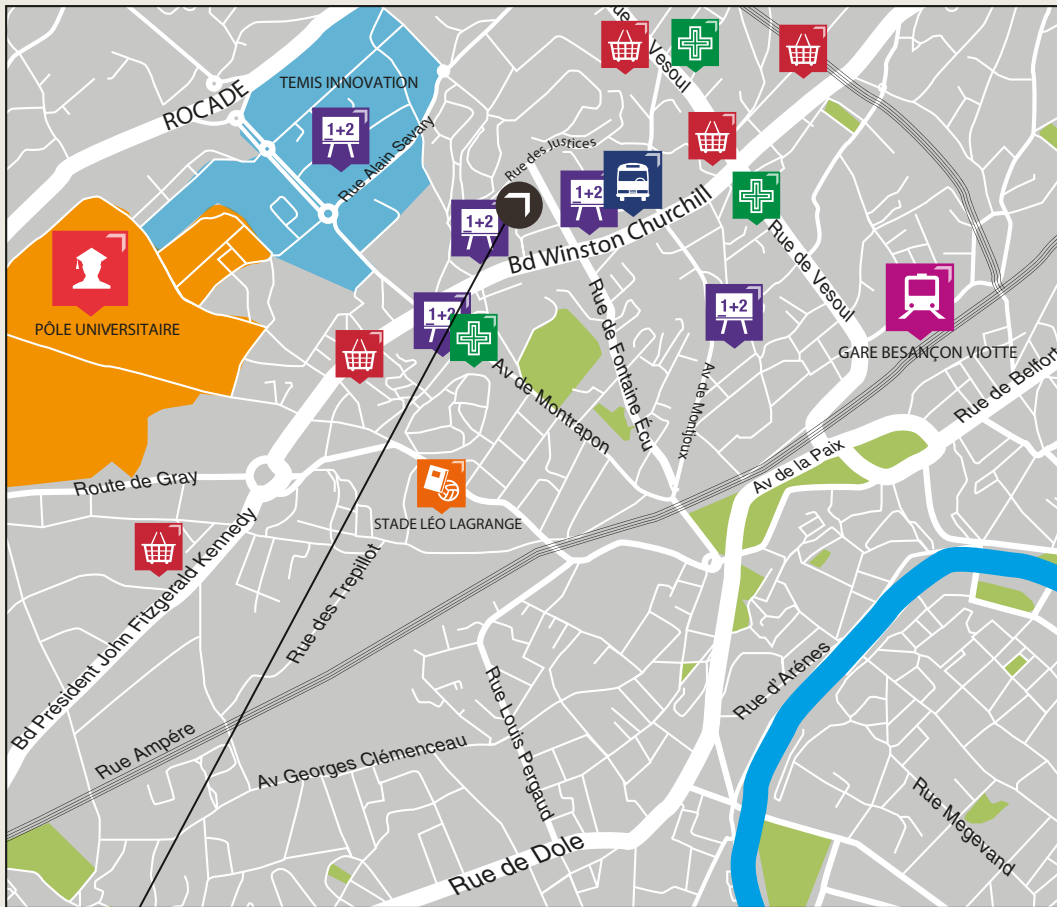 Rue de Vesoul
TEMIS INNOVATION
ROCADE
1+2
Rue Alain Savary
Rue des Justices
1+2
1+2
Bd Winston Churchill
Rue de Vesoul
PÔLE UNIVERSITAIRE
1+2
1+2
Rue de Fontaine Écu
GARE BESANÇON VIOTTE
Av de Montrapon
Av de Montjoux
Rue de Belfort
Av de la Paix
Route de Gray
STADE LÉO LAGRANGE
Bd Président John Fitzgerald Kennedy
Rue des Trepillot
Rue d'Arénes
Rue Louis Pergaud
Rue Ampére
Av Georges Clémenceau
Rue Megevand
Rue de Dole